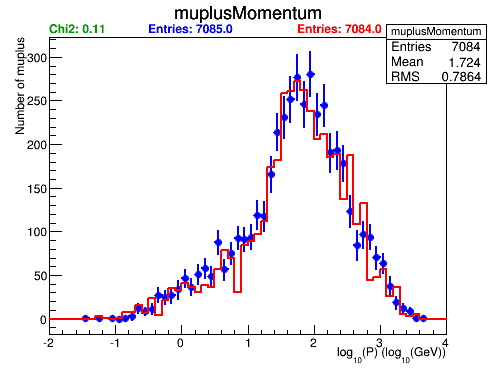 muplusMomentum
Chi2: 0.11 Entries: 7085.0 Entries: 7084.0
muplusMomentum
Entries 7084
Mean 1.724
RMS 0.7864
Number of muplus
300
250
200
150
100
50
0
-2 -1 0 1 2 3 4
log10(P) (log10(GeV))